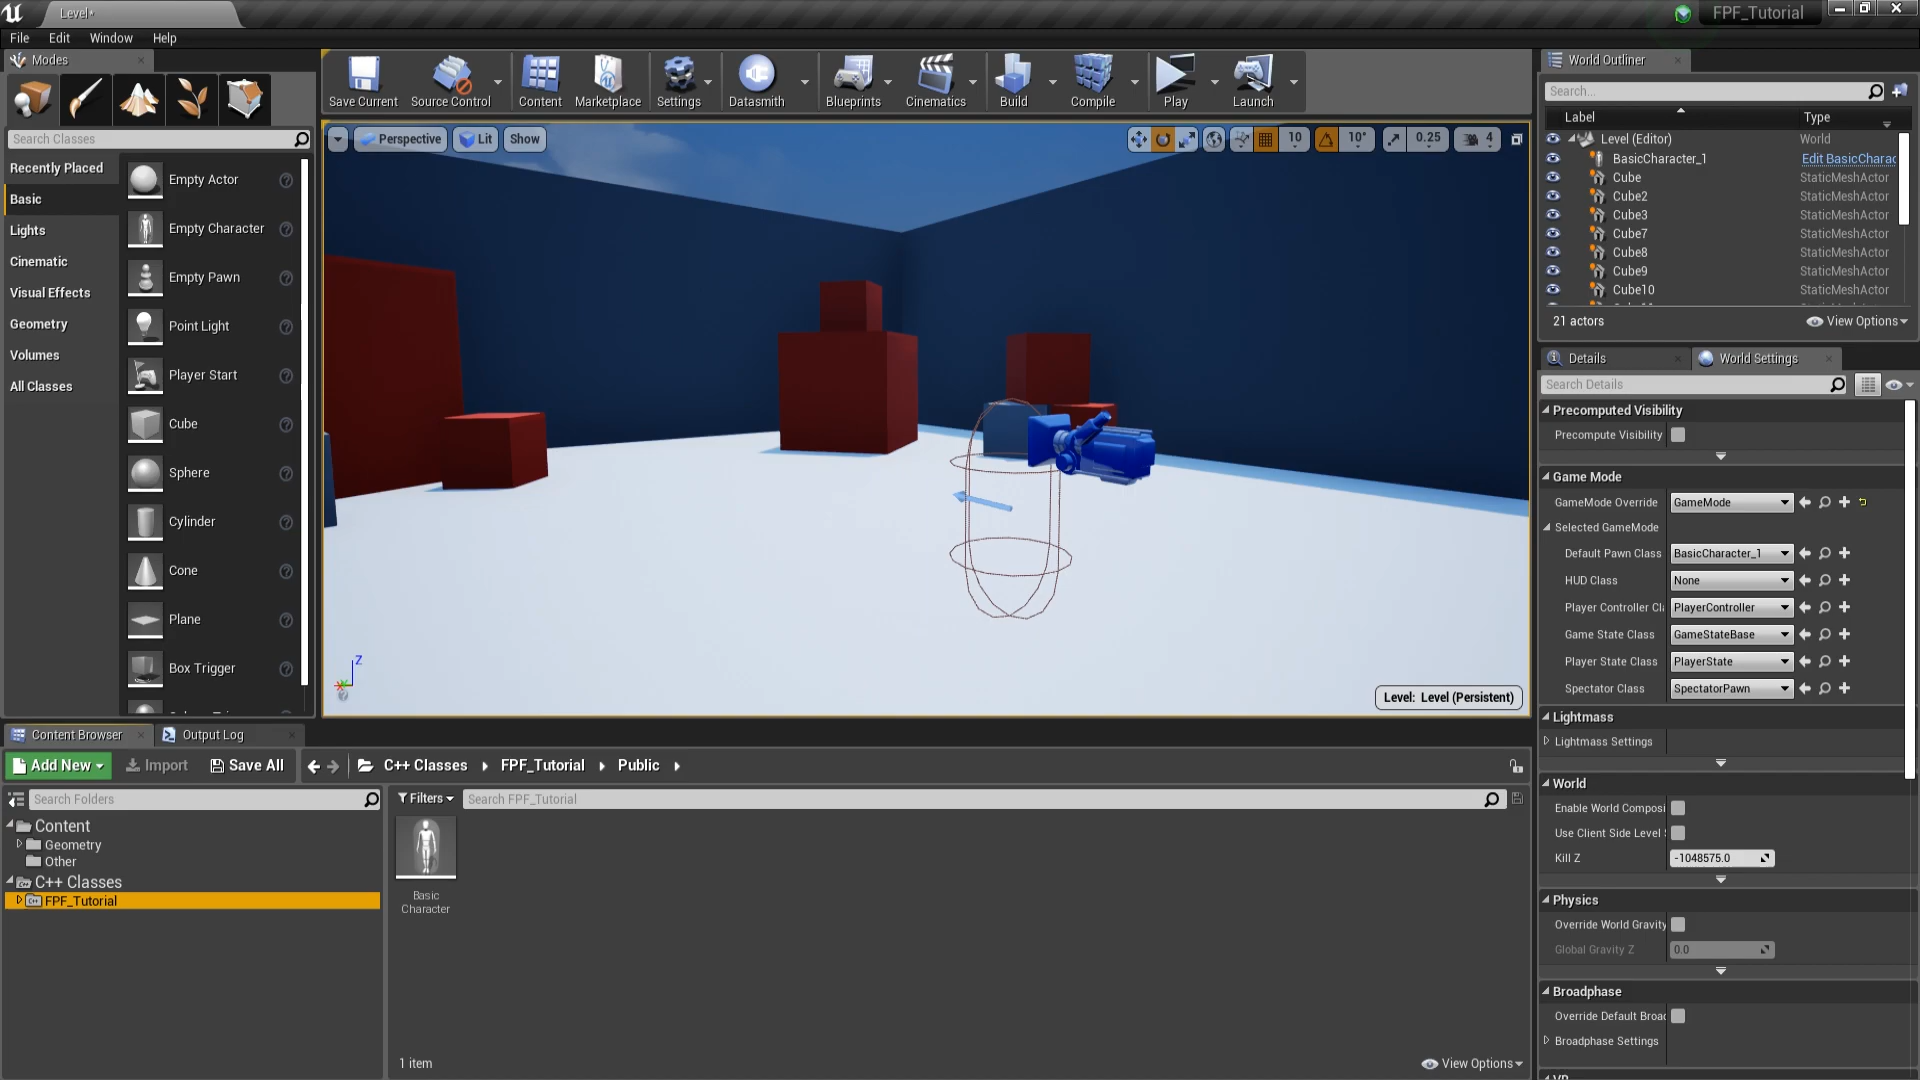 Level*
FPF_Tutorial
File Edit Window Help
Modes
Save Current
Source Control
Content
Marketplace
Settings
Datasmith
Blueprints
Cinematics
Build
Compile
Play
Launch
Search Classes
Recently Placed
Basic
Lights
Cinematic
Visual Effects
Geometry
Volumes
All Classes
Empty Actor
Empty Character
Empty Pawn
Point Light
Player Start
Cube
Sphere
Cylinder
Cone
Plane
Box Trigger
Perspective
Lit
Show
10
10°
0.25
4
Z
Level: Level (Persistent)
World Outliner
Search...
Label Type
Level (Editor) World
BasicCharacter_1 Edit BasicCharac
Cube StaticMeshActor
Cube2 StaticMeshActor
Cube3 StaticMeshActor
Cube7 StaticMeshActor
Cube8 StaticMeshActor
Cube9 StaticMeshActor
Cube10 StaticMeshActor
21 actors
View Options
Details
World Settings
Search Details
Precomputed Visibility
Precompute Visibility
Game Mode
GameMode Override GameMode
Selected GameMode
Default Pawn Class BasicCharacter_1
HUD Class None
Player Controller Cl PlayerController
Game State Class GameStateBase
Player State Class PlayerState
Spectator Class SpectatorPawn
Lightmass
Lightmass Settings
World
Enable World Composi
Use Client Side Level
Kill Z -1048575.0
Physics
Override World Gravity
Global Gravity Z 0.0
Broadphase
Override Default Broad
Broadphase Settings
VR
Content Browser
Output Log
Add New
Import
Save All
C++ Classes
FPF_Tutorial
Public
Search Folders
Content
Geometry
Other
C++ Classes
FPF_Tutorial
Filters
Search FPF_Tutorial
Basic
Character
1 item
View Options